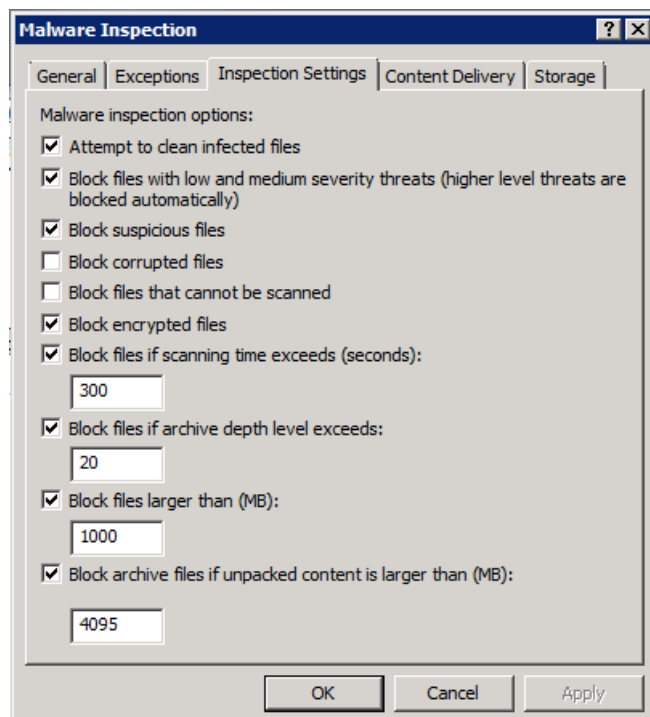 Malware Inspection
General
Exceptions
Inspection Settings
Content Delivery
Storage
Malware inspection options:
Attempt to clean infected files
Block files with low and medium severity threats (higher level threats are
blocked automatically)
Block suspicious files
Block corrupted files
Block files that cannot be scanned
Block encrypted files
Block files if scanning time exceeds (seconds):
300
Block files if archive depth level exceeds:
20
Block files larger than (MB):
1000
Block archive files if unpacked content is larger than (MB):
4095
OK
Cancel
Apply